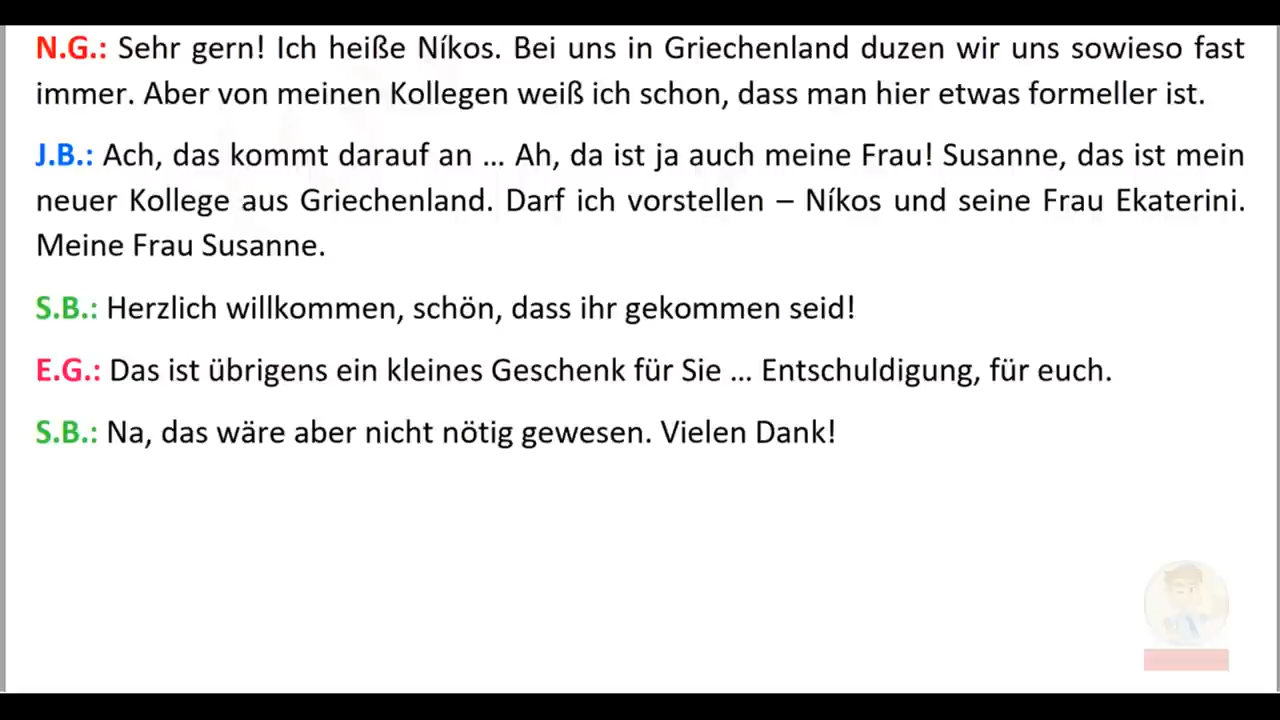 N.G.: Sehr gern! Ich heiße Níkos. Bei uns in Griechenland duzen wir uns sowieso fast
immer. Aber von meinen Kollegen weiß ich schon, dass man hier etwas formeller ist.
J.B.: Ach, das kommt darauf an … Ah, da ist ja auch meine Frau! Susanne, das ist mein
neuer Kollege aus Griechenland. Darf ich vorstellen – Níkos und seine Frau Ekaterini.
Meine Frau Susanne.
S.B.: Herzlich willkommen, schön, dass ihr gekommen seid!
E.G.: Das ist übrigens ein kleines Geschenk für Sie … Entschuldigung, für euch.
S.B.: Na, das wäre aber nicht nötig gewesen. Vielen Dank!